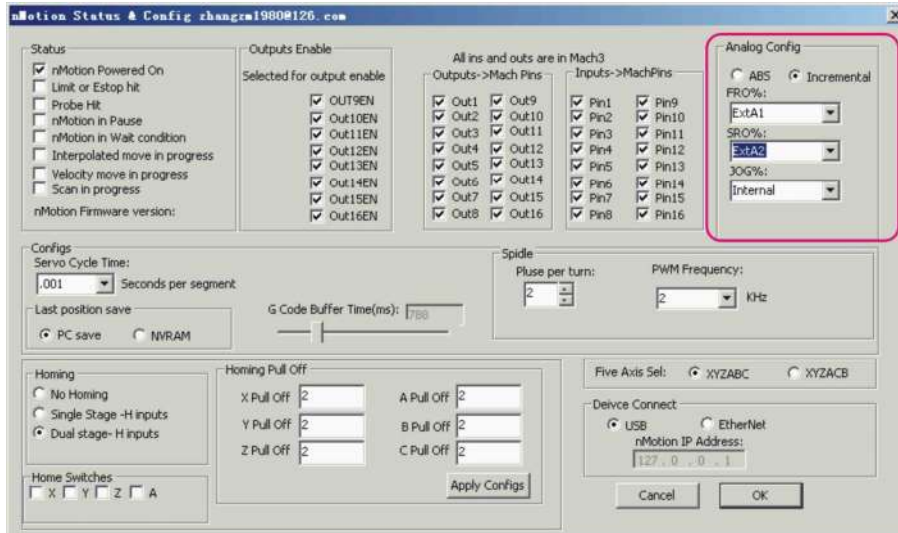 nMotion Status & Config zhangzm1980@126.com
Status
nMotion Powered On
Limit or Estop hit
Probe Hit
nMotion in Pause
nMotion in Wait condition
Interpolated move in progress
Velocity move in progress
Scan in progress
nMotion Firmware version:
Outputs Enable
Selected for output enable
OUT9EN
Out10EN
Out11EN
Out12EN
Out13EN
Out14EN
Out15EN
Out16EN
All ins and outs are in Mach3
Outputs->Mach Pins
Out1 Out9
Out2 Out10
Out3 Out11
Out4 Out12
Out5 Out13
Out6 Out14
Out7 Out15
Out8 Out16
Inputs->MachPins
Pin1 Pin9
Pin2 Pin10
Pin3 Pin11
Pin4 Pin12
Pin5 Pin13
Pin6 Pin14
Pin7 Pin15
Pin8 Pin16
Analog Config
ABS Incremental
FRO%:
ExtA1
SRO%:
ExtA2
JOG%:
Internal
Configs
Servo Cycle Time:
.001 Seconds per segment
Last position save
PC save NVRAM
G Code Buffer Time(ms): 788
Spidle
Pluse per turn:
2
PWM Frequency:
2 KHz
Homing
No Homing
Single Stage -H inputs
Dual stage- H inputs
Home Switches
X Y Z A
Homing Pull Off
X Pull Off 2 A Pull Off 2
Y Pull Off 2 B Pull Off 2
Z Pull Off 2 C Pull Off 2
Apply Configs
Five Axis Sel: XYZABC XYZACB
Deivce Connect
USB EtherNet
nMotion IP Address:
127 . 0 . 0 . 1
Cancel OK